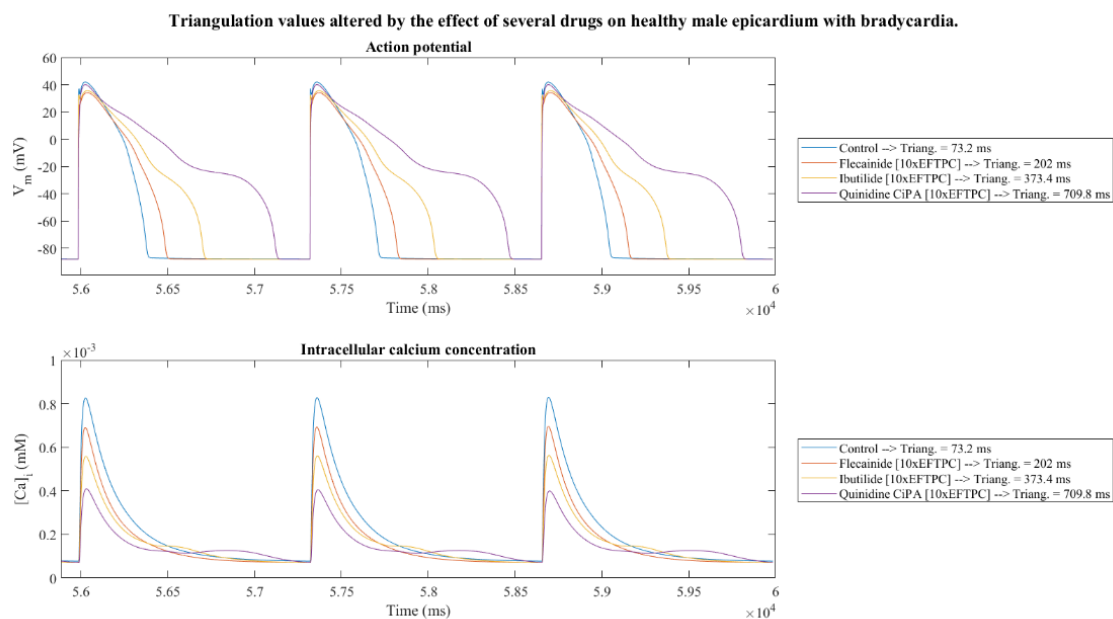 Triangulation values altered by the effect of several drugs on healthy male epicardium with bradycardia.
Action potential
60
40
20
0
-20
-40
-60
-80
V_m (mV)
5.6 5.65 5.7 5.75 5.8 5.85 5.9 5.95 6
Time (ms)
×10^4
Control --> Triang. = 73.2 ms
Flecainide [10xEFTPC] --> Triang. = 202 ms
Ibutilide [10xEFTPC] --> Triang. = 373.4 ms
Quinidine CiPA [10xEFTPC] --> Triang. = 709.8 ms
×10^-3
Intracellular calcium concentration
1
0.8
0.6
0.4
0.2
0
[Ca]_i (mM)
5.6 5.65 5.7 5.75 5.8 5.85 5.9 5.95 6
Time (ms)
×10^4
Control --> Triang. = 73.2 ms
Flecainide [10xEFTPC] --> Triang. = 202 ms
Ibutilide [10xEFTPC] --> Triang. = 373.4 ms
Quinidine CiPA [10xEFTPC] --> Triang. = 709.8 ms